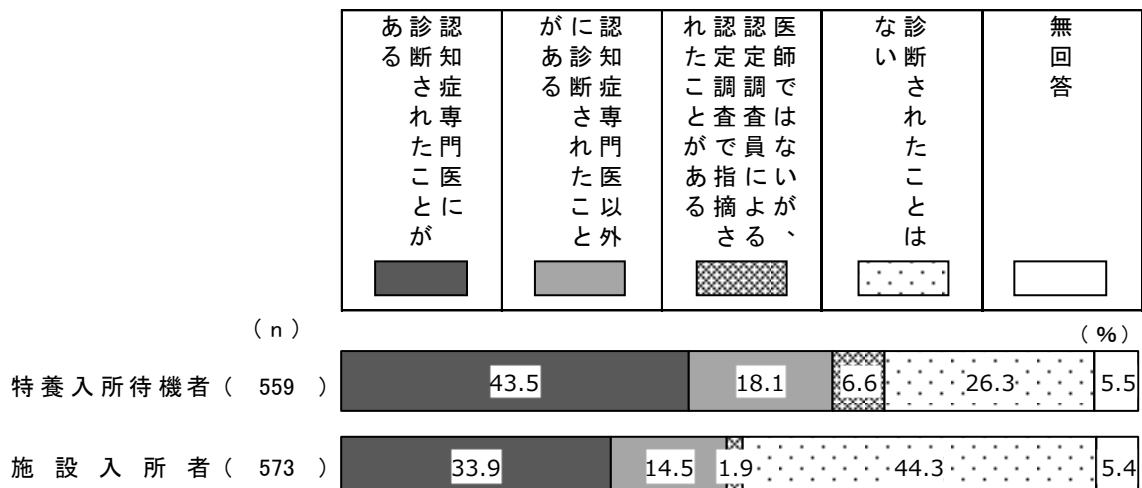 認知症専門医に
診断されたことが
ある
認知症専門医以外
に診断されたこと
がある
医師ではないが、
認定調査員による
認定調査で指摘さ
れたことがある
診断されたことは
ない
無回答
(n)
(%)
特養入所待機者( 559 )
43.5
18.1
6.6
26.3
5.5
施設入所者( 573 )
33.9
14.5
1.9
44.3
5.4